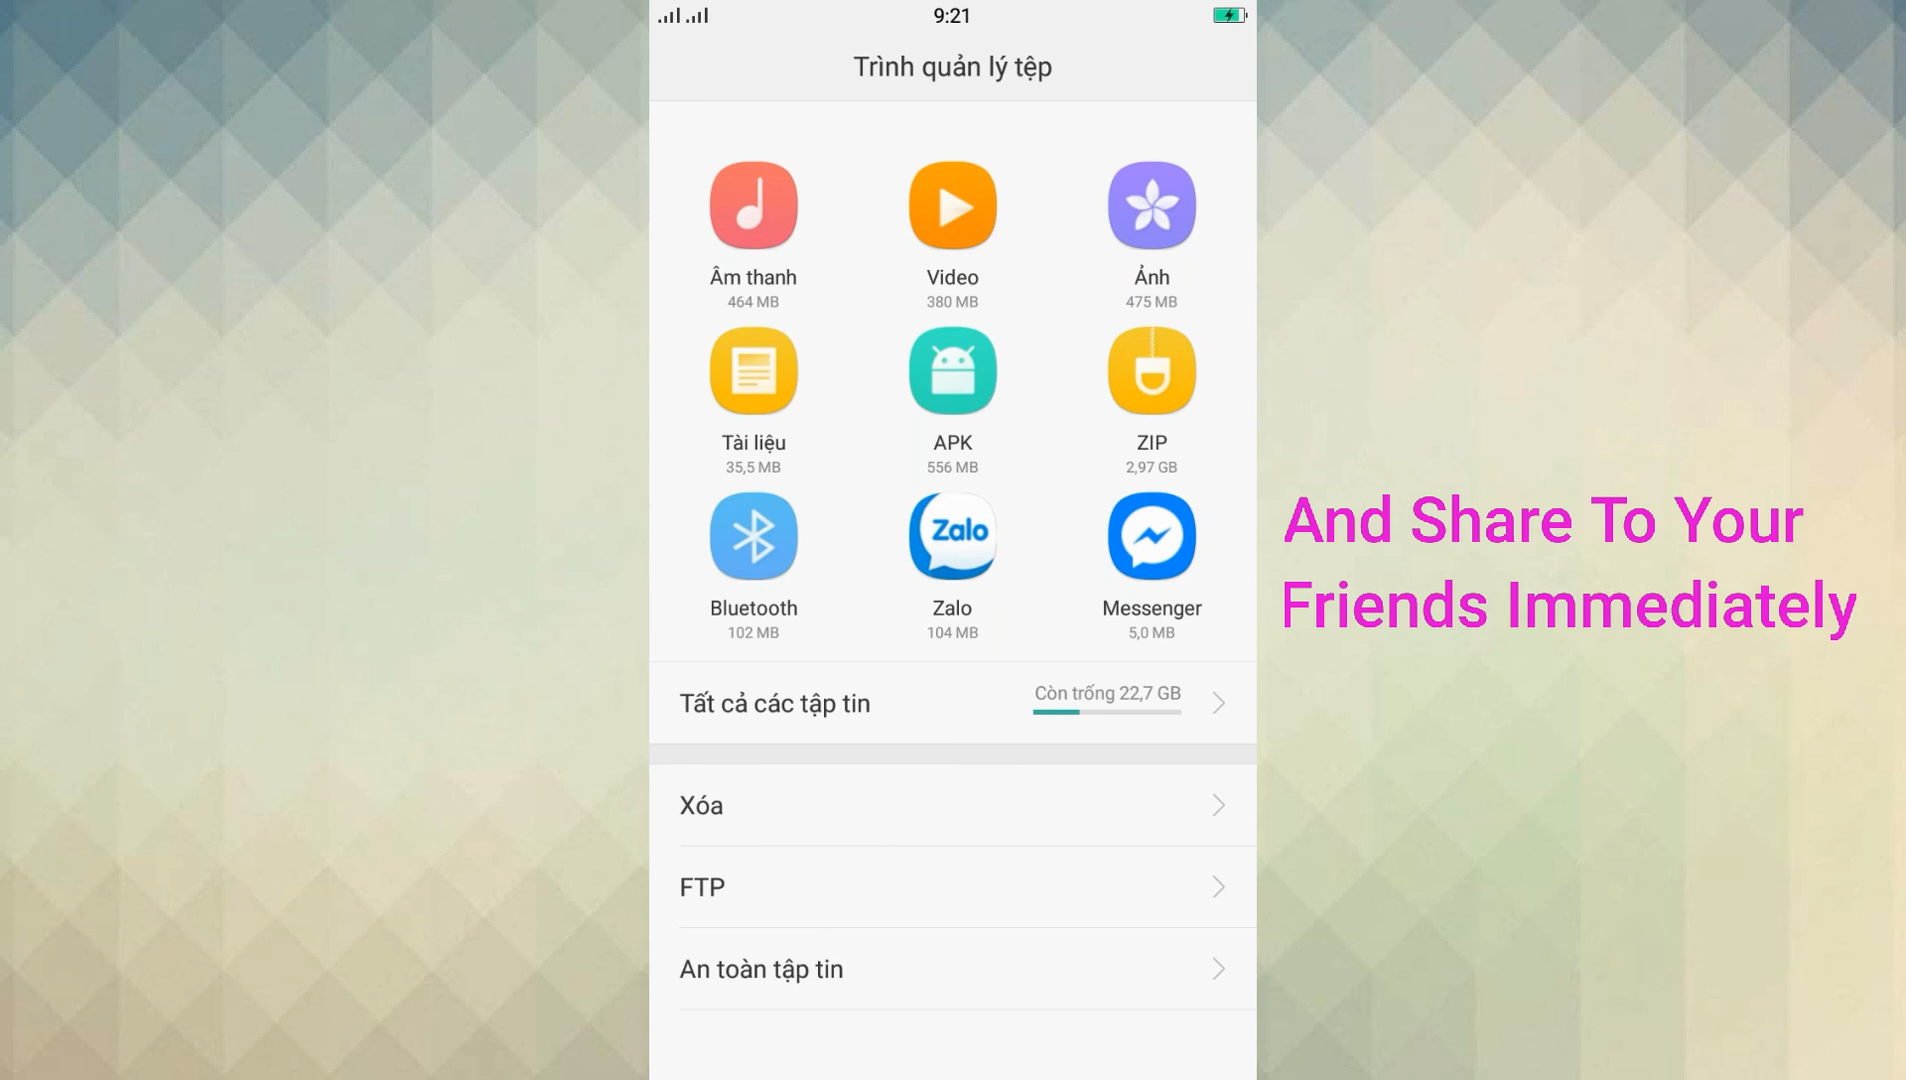 9:21
Trình quản lý tệp
Âm thanh
464 MB
Video
380 MB
Ảnh
475 MB
Tài liệu
35,5 MB
APK
556 MB
ZIP
2,97 GB
Zalo
Bluetooth
102 MB
Zalo
104 MB
Messenger
5,0 MB
Tất cả các tập tin
Còn trống 22,7 GB
Xóa
FTP
An toàn tập tin
And Share To Your
Friends Immediately